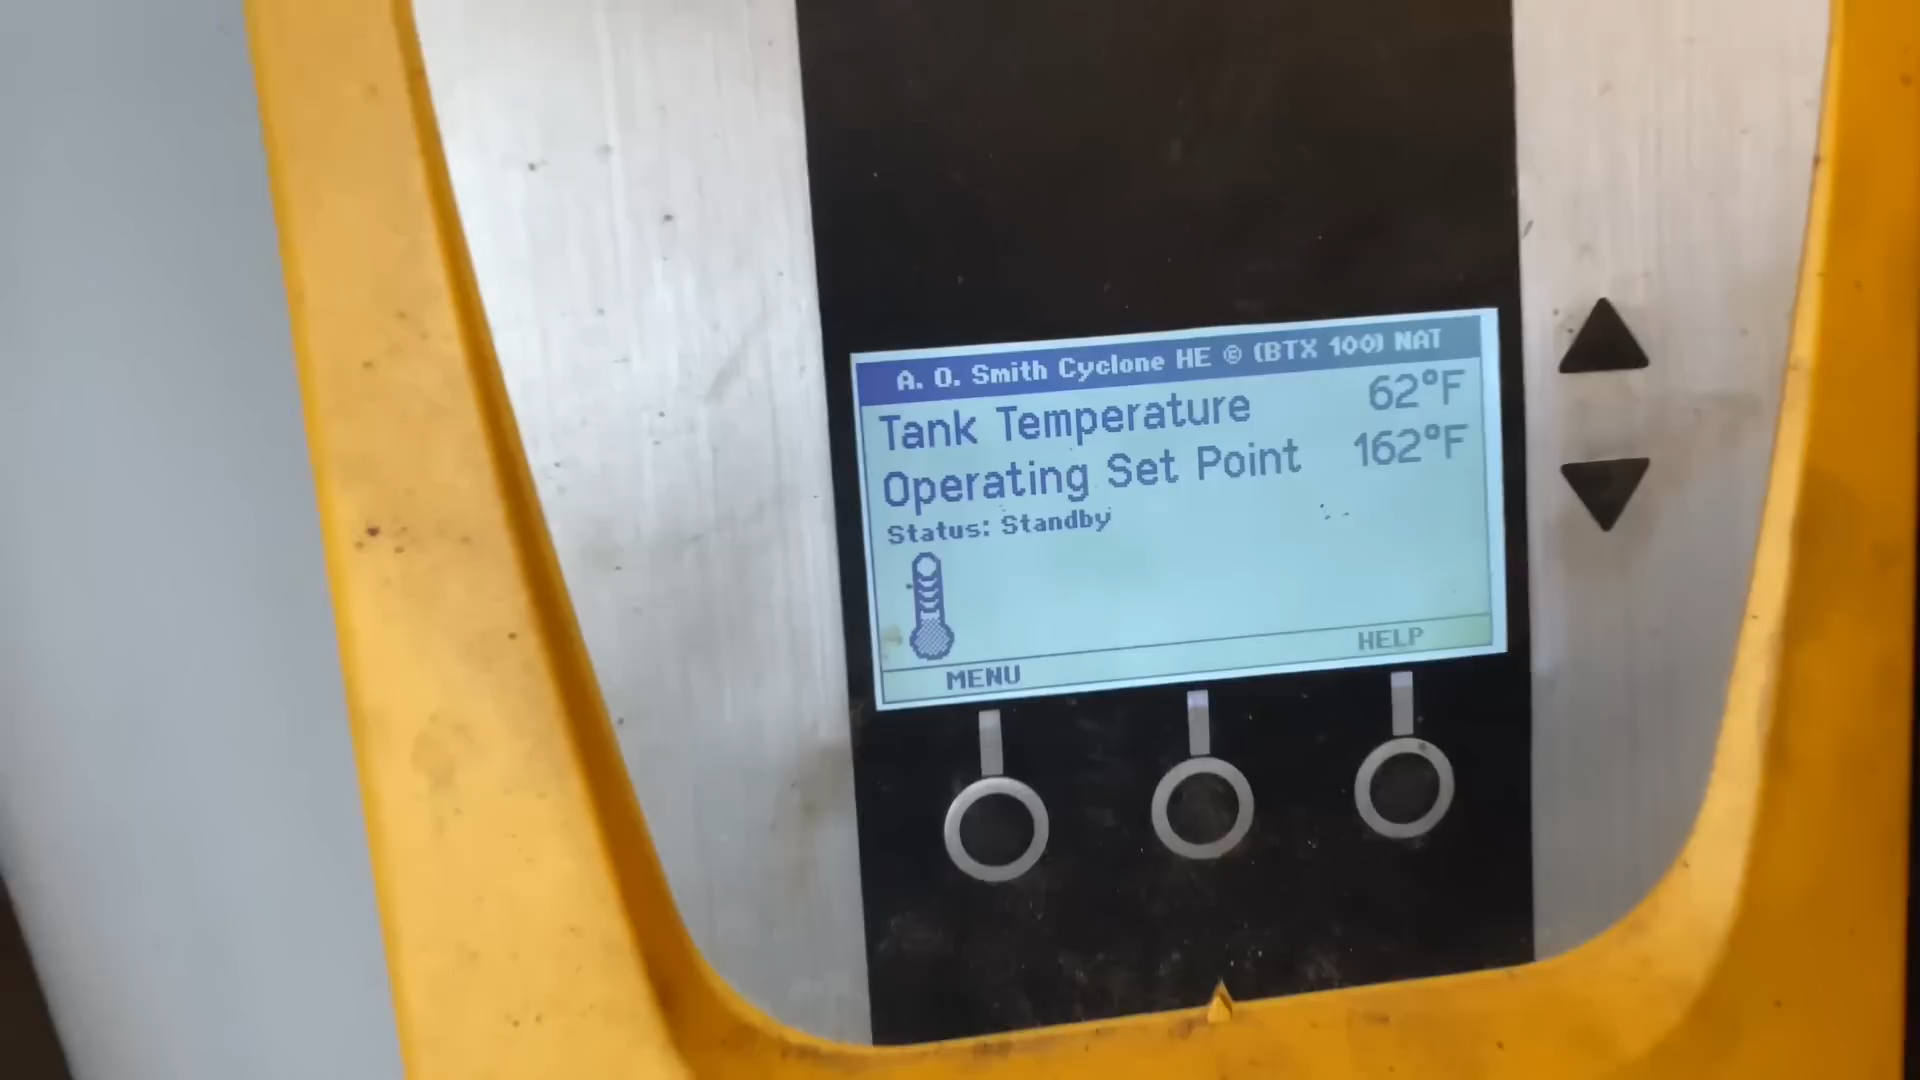 A. O. Smith Cyclone HE © (BTX 100) NAT
Tank Temperature 62°F
Operating Set Point 162°F
Status: Standby
MENU HELP